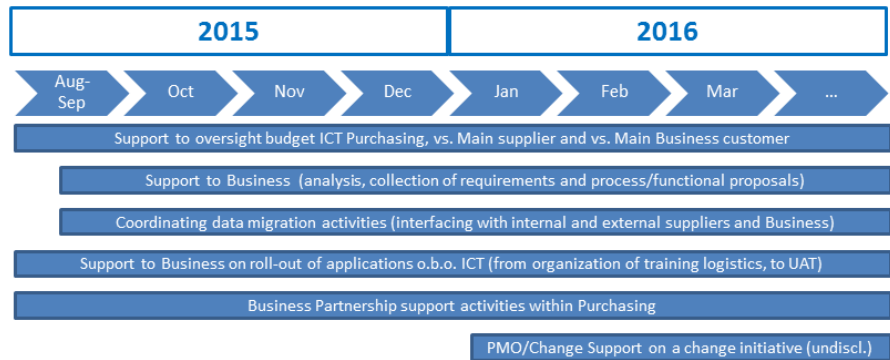 2015 2016
Aug-
Sep Oct Nov Dec Jan Feb Mar ...
Support to oversight budget ICT Purchasing, vs. Main supplier and vs. Main Business customer
Support to Business (analysis, collection of requirements and process/functional proposals)
Coordinating data migration activities (interfacing with internal and external suppliers and Business)
Support to Business on roll-out of applications o.b.o. ICT (from organization of training logistics, to UAT)
Business Partnership support activities within Purchasing
PMO/Change Support on a change initiative (undiscl.)